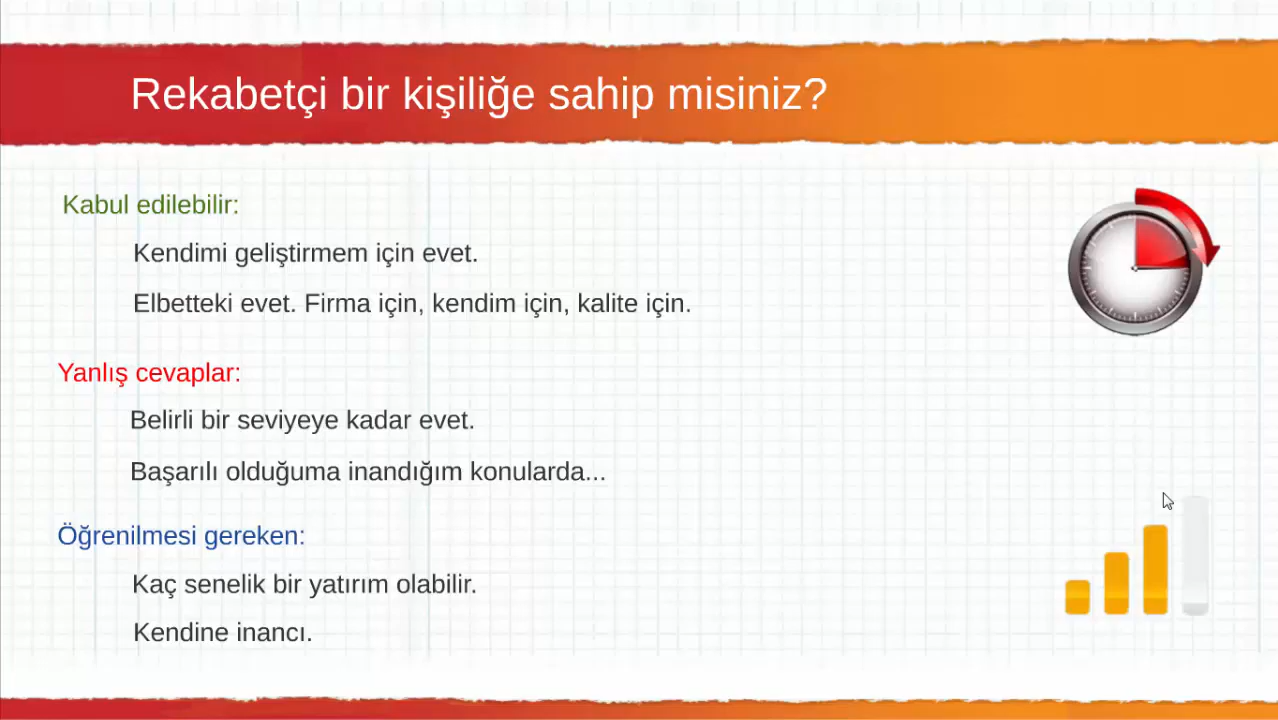 Rekabetçi bir kişiliğe sahip misiniz?
Kabul edilebilir:
Kendimi geliştirmem için evet.
Elbetteki evet. Firma için, kendim için, kalite için.
Yanlış cevaplar:
Belirli bir seviyeye kadar evet.
Başarılı olduğuma inandığım konularda...
Öğrenilmesi gereken:
Kaç senelik bir yatırım olabilir.
Kendine inancı.